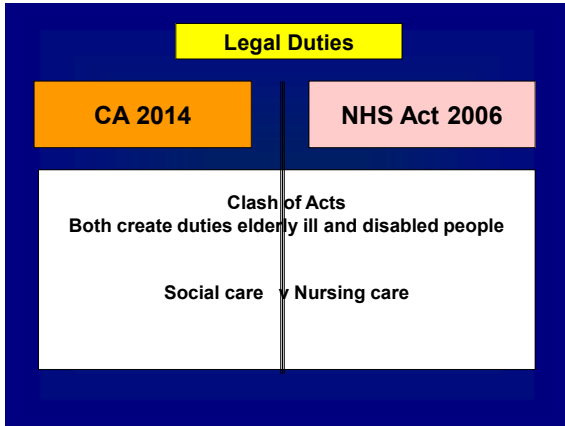 Legal Duties
CA 2014
NHS Act 2006
Clash of Acts
Both create duties elderly ill and disabled people
Social care v Nursing care